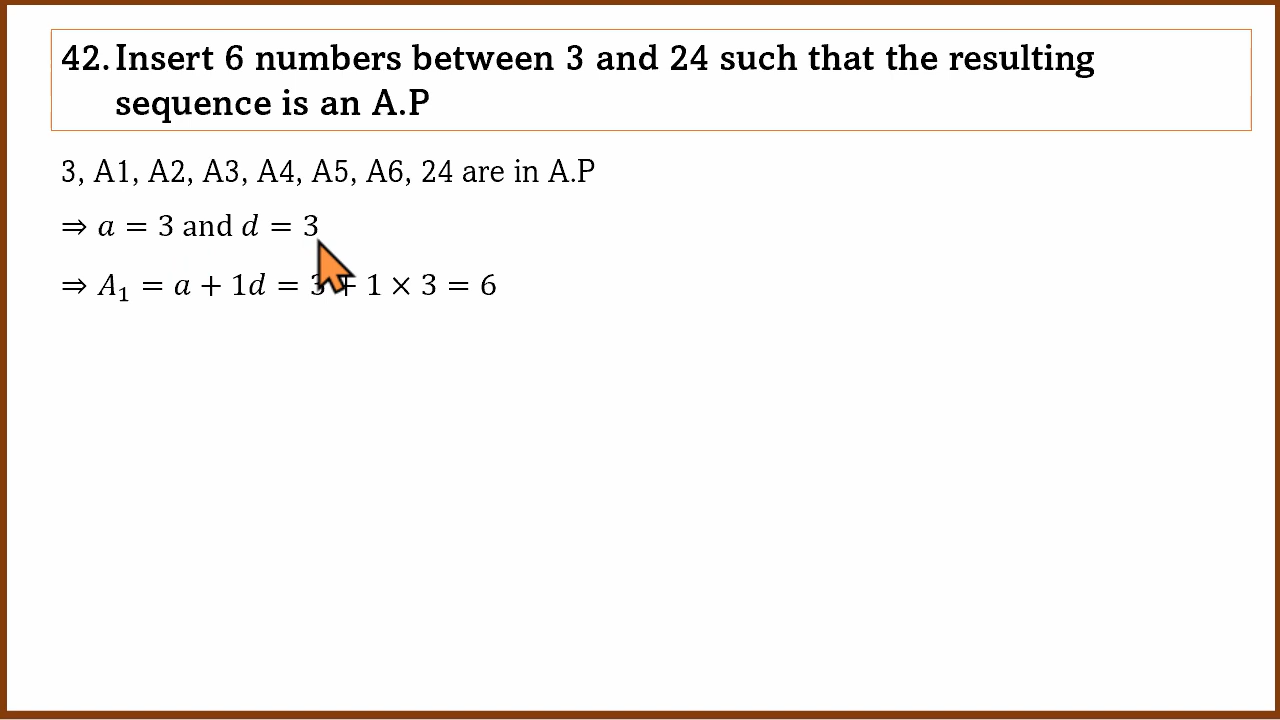 42. Insert 6 numbers between 3 and 24 such that the resulting
sequence is an A.P
3, A1, A2, A3, A4, A5, A6, 24 are in A.P
⇒ a = 3 and d = 3
⇒ A₁ = a + 1d = 3 + 1 × 3 = 6